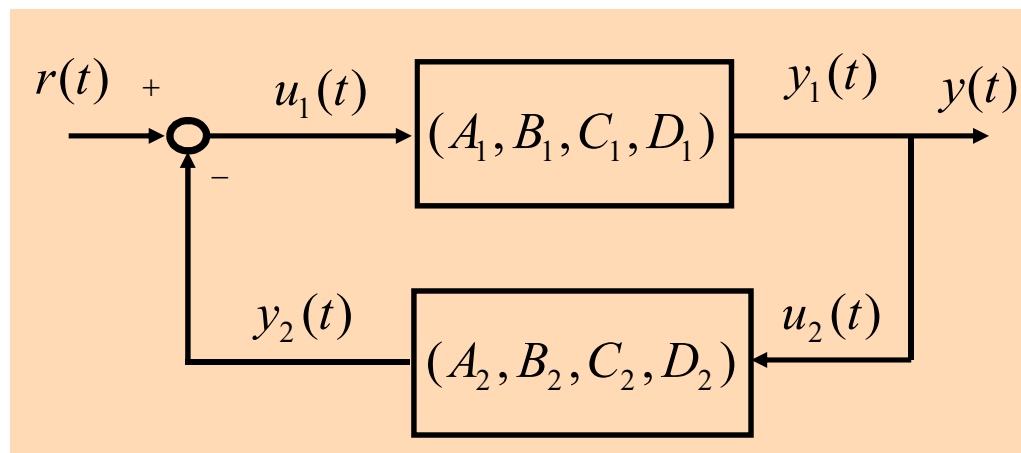 r(t) + u₁(t) y₁(t) y(t)
(A₁, B₁, C₁, D₁)
−
y₂(t) u₂(t)
(A₂, B₂, C₂, D₂)